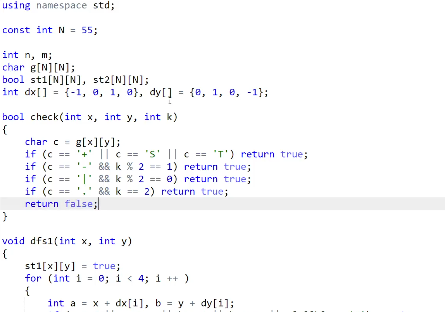 using namespace std;
const int N = 55;
int n, m;
char g[N][N];
bool st1[N][N], st2[N][N];
int dx[] = {-1, 0, 1, 0}, dy[] = {0, 1, 0, -1};
bool check(int x, int y, int k)
{
char c = g[x][y];
if (c == '+' || c == 'S' || c == 'T') return true;
if (c == '-' && k % 2 == 1) return true;
if (c == '|' && k % 2 == 0) return true;
if (c == '.' && k == 2) return true;
return false;
}
void dfs1(int x, int y)
{
st1[x][y] = true;
for (int i = 0; i < 4; i ++ )
{
int a = x + dx[i], b = y + dy[i];